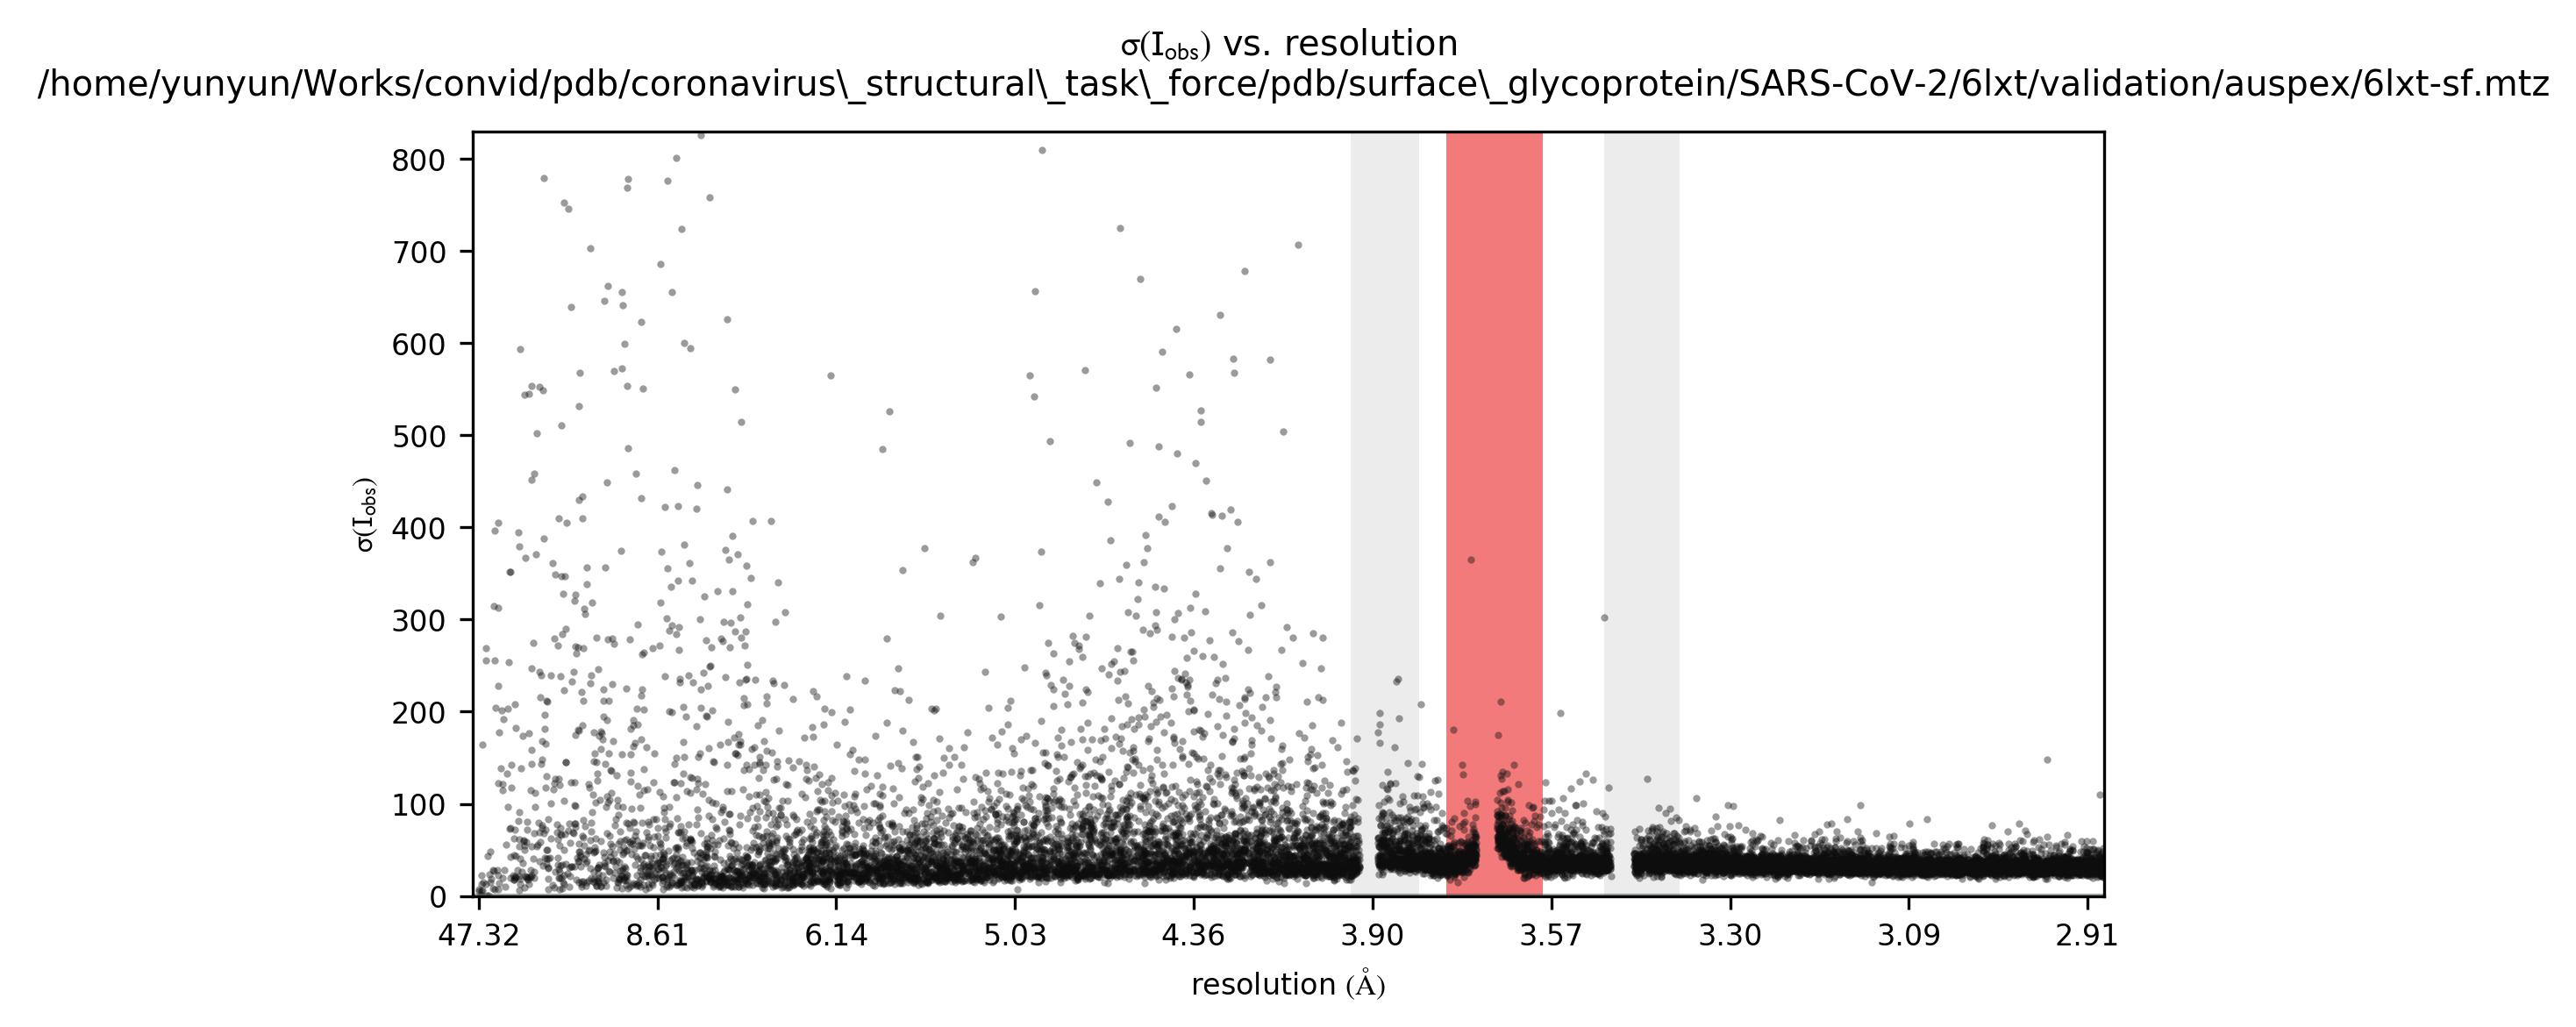 σ(I_obs) vs. resolution
/home/yunyun/Works/convid/pdb/coronavirus\_structural\_task\_force/pdb/surface\_glycoprotein/SARS-CoV-2/6lxt/validation/auspex/6lxt-sf.mtz
800
700
600
500
400
300
200
100
0
σ(I_obs)
47.32 8.61 6.14 5.03 4.36 3.90 3.57 3.30 3.09 2.91
resolution (Å)